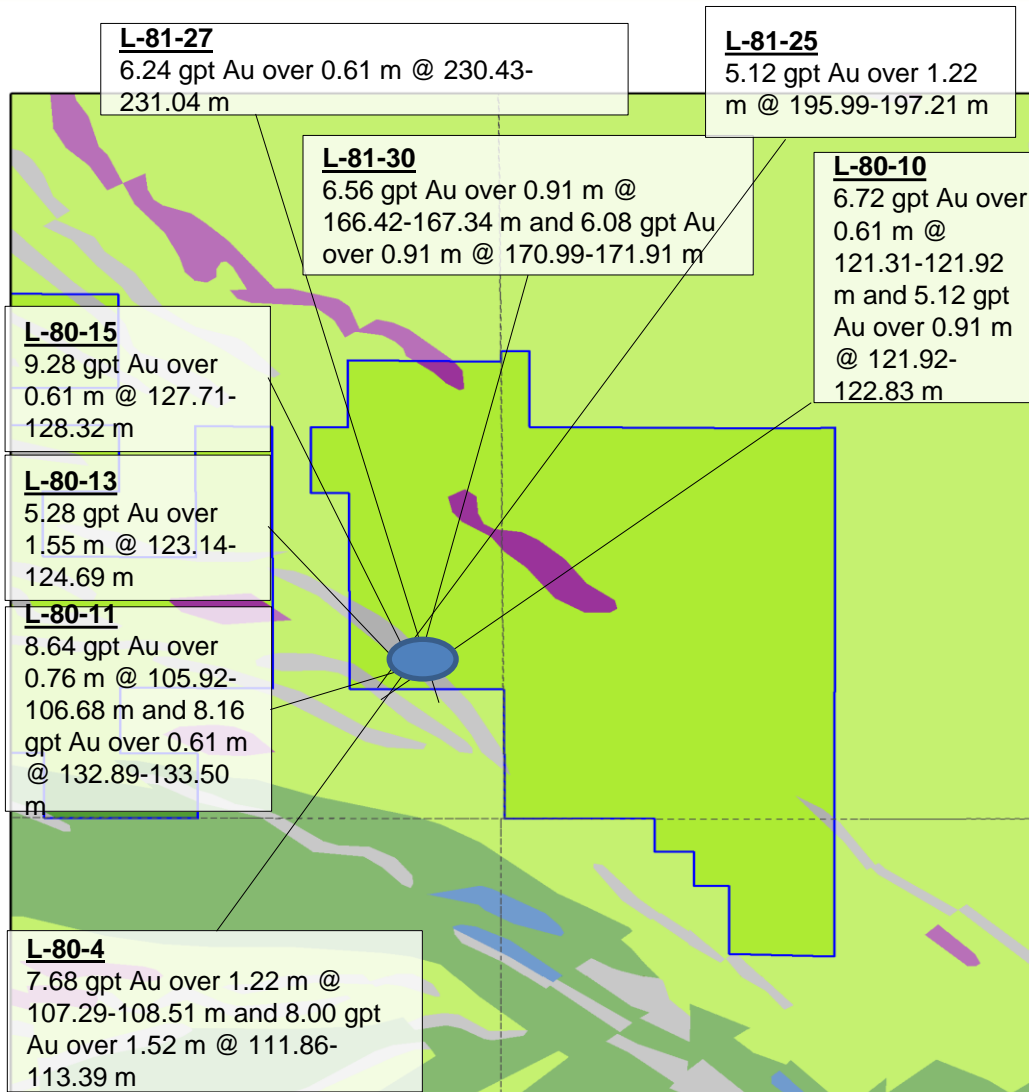 L-81-27
6.24 gpt Au over 0.61 m @ 230.43-
231.04 m
L-81-25
5.12 gpt Au over 1.22
m @ 195.99-197.21 m
L-81-30
6.56 gpt Au over 0.91 m @
166.42-167.34 m and 6.08 gpt Au
over 0.91 m @ 170.99-171.91 m
L-80-10
6.72 gpt Au over
0.61 m @
121.31-121.92
m and 5.12 gpt
Au over 0.91 m
@ 121.92-
122.83 m
L-80-15
9.28 gpt Au over
0.61 m @ 127.71-
128.32 m
L-80-13
5.28 gpt Au over
1.55 m @ 123.14-
124.69 m
L-80-11
8.64 gpt Au over
0.76 m @ 105.92-
106.68 m and 8.16
gpt Au over 0.61 m
@ 132.89-133.50
m
L-80-4
7.68 gpt Au over 1.22 m @
107.29-108.51 m and 8.00 gpt
Au over 1.52 m @ 111.86-
113.39 m